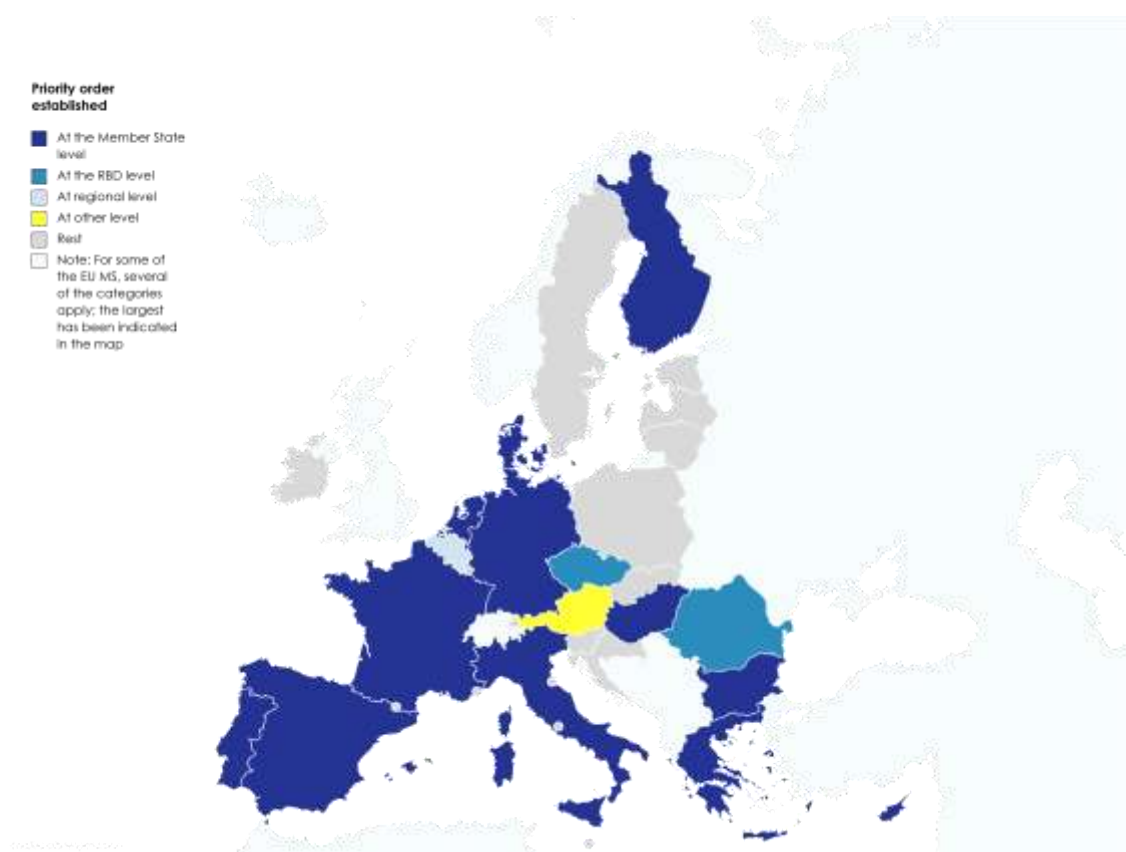 Priority order
established
At the Member State
level
At the RBD level
At regional level
At other level
Rest
Note: For some of
the EU MS, several
of the categories
apply; the largest
has been indicated
in the map